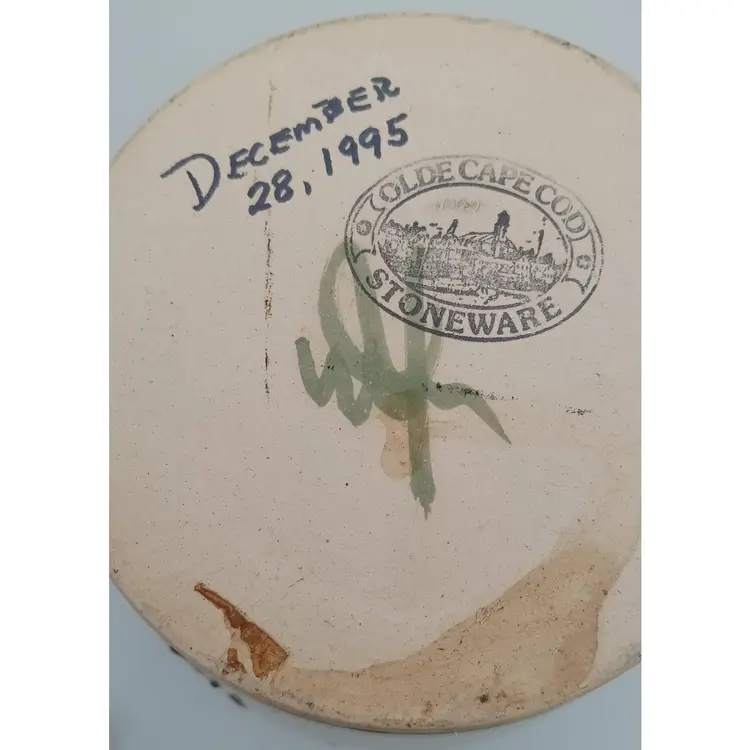 DECEMBER
28, 1995
OLDE CAPE COD
STONEWARE